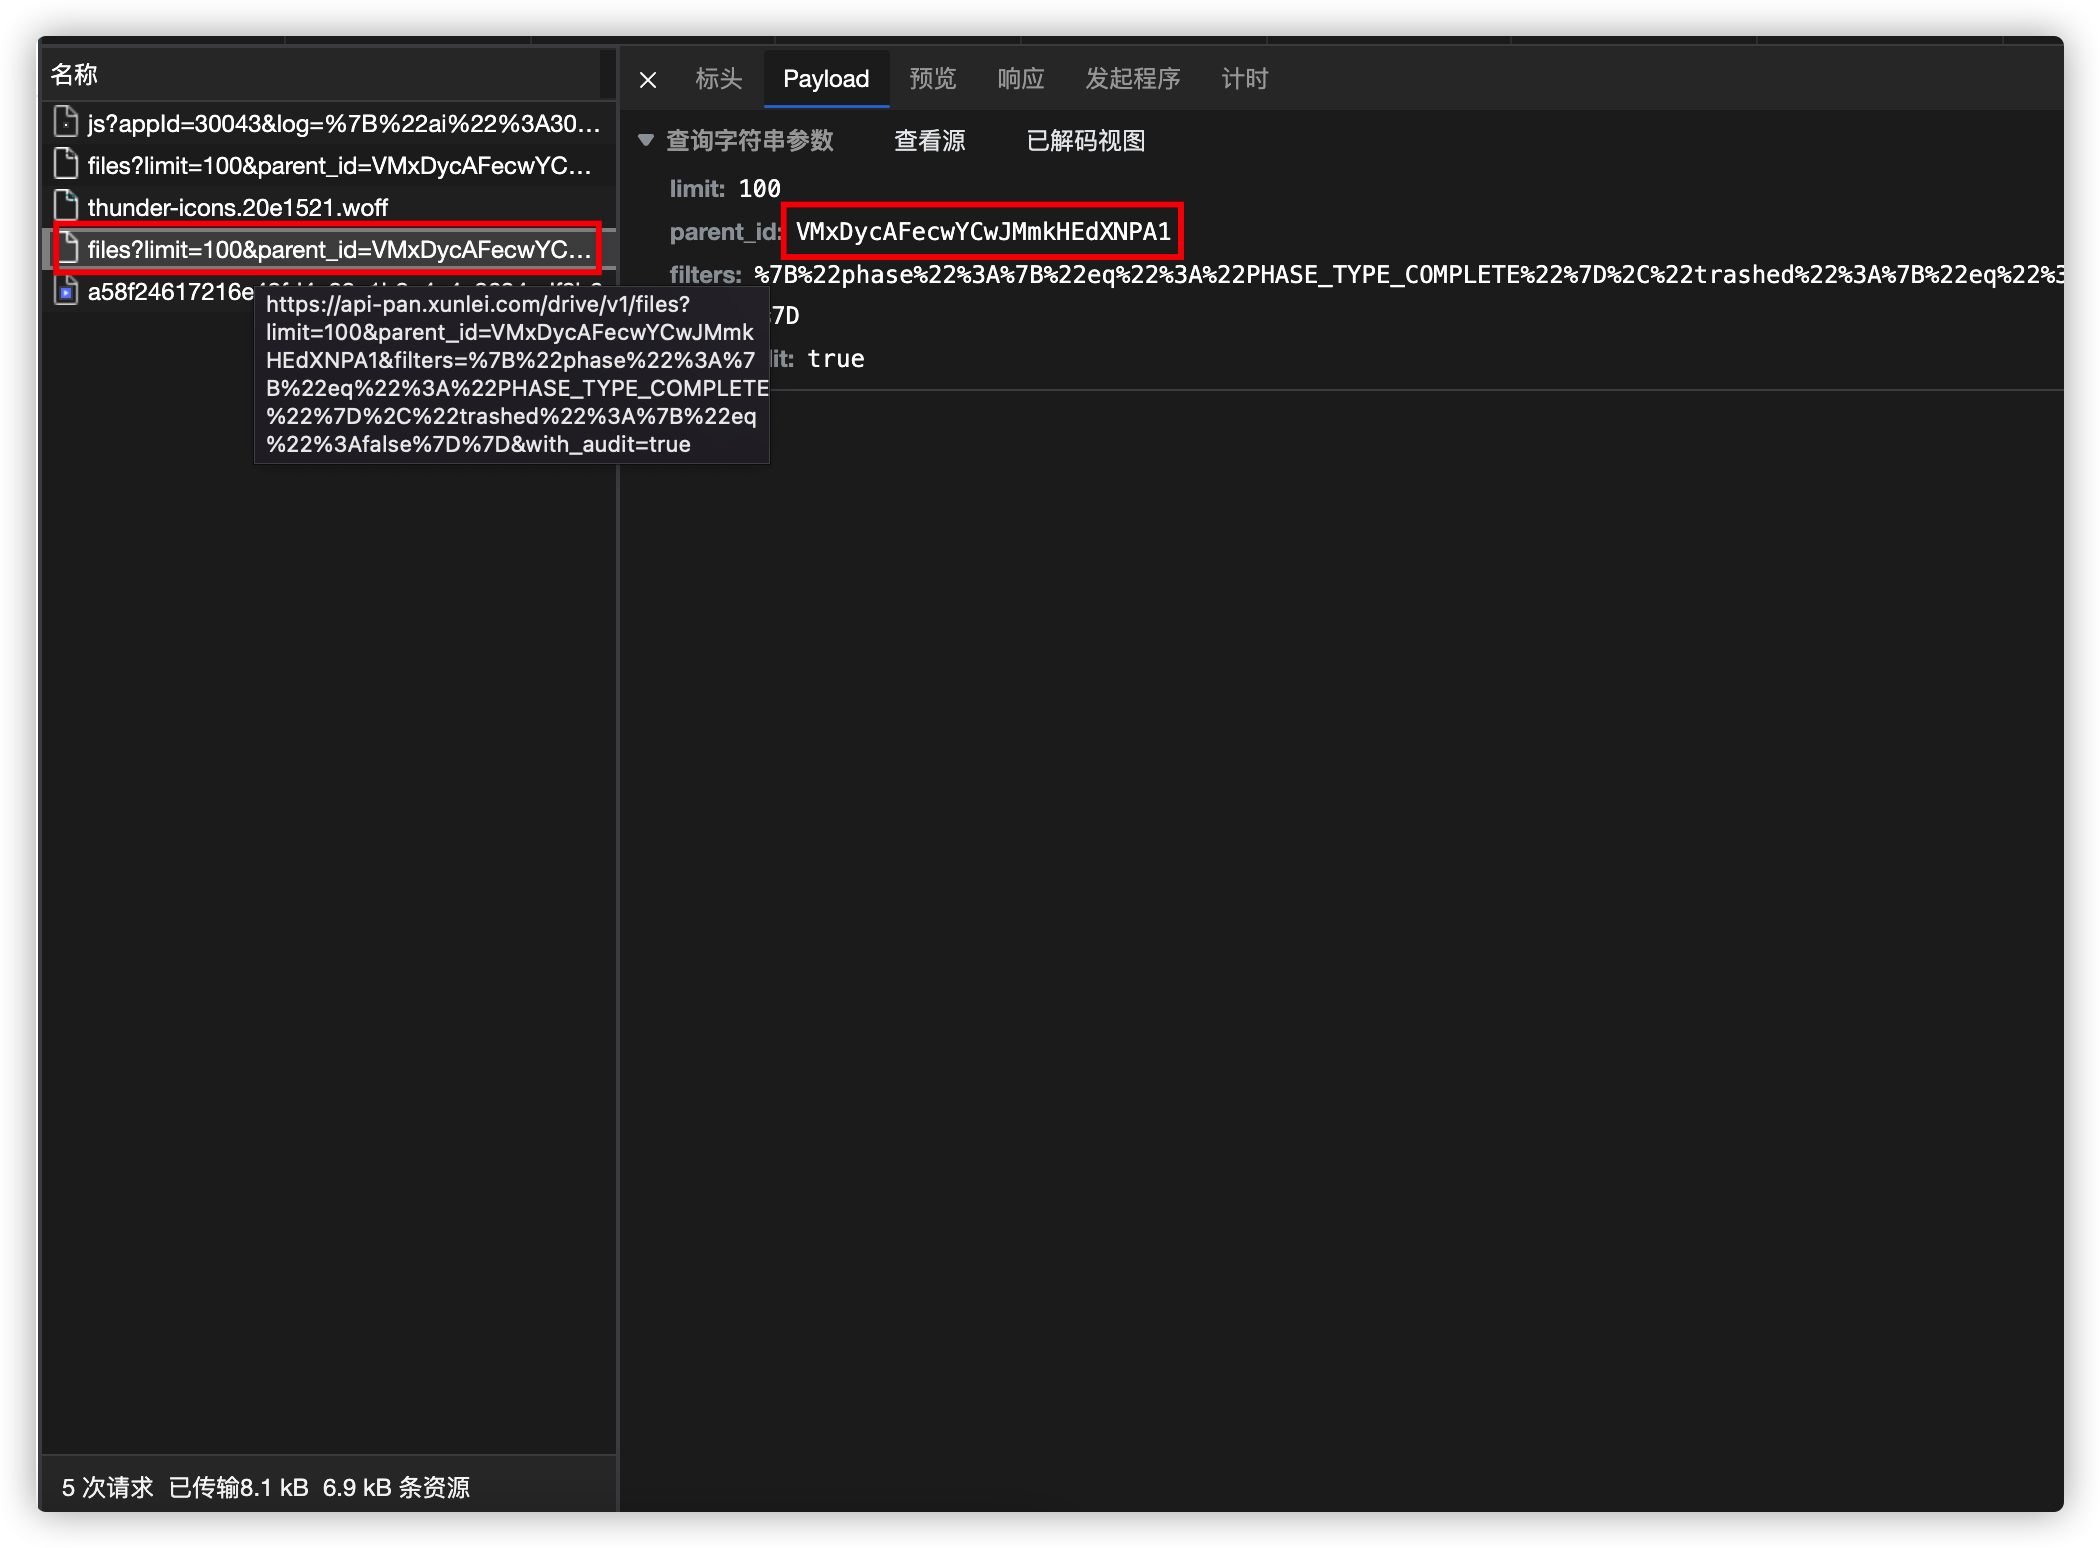 名称
js?appId=30043&log=%7B%22ai%22%3A30...
files?limit=100&parent_id=VMxDycAFecwYC...
thunder-icons.20e1521.woff
files?limit=100&parent_id=VMxDycAFecwYC...
a58f24617216e
https://api-pan.xunlei.com/drive/v1/files?
limit=100&parent_id=VMxDycAFecwYCwJMmk
HEdXNPA1&filters=%7B%22phase%22%3A%7
B%22eq%22%3A%22PHASE_TYPE_COMPLETE
%22%7D%2C%22trashed%22%3A%7B%22eq
%22%3Afalse%7D%7D&with_audit=true
5 次请求 已传输8.1 kB 6.9 kB 条资源
标头 Payload 预览 响应 发起程序 计时
查询字符串参数 查看源 已解码视图
limit: 100
parent_id: VMxDycAFecwYCwJMmkHEdXNPA1
filters: %7B%22phase%22%3A%7B%22eq%22%3A%22PHASE_TYPE_COMPLETE%22%7D%2C%22trashed%22%3A%7B%22eq%22%3
7D
it: true